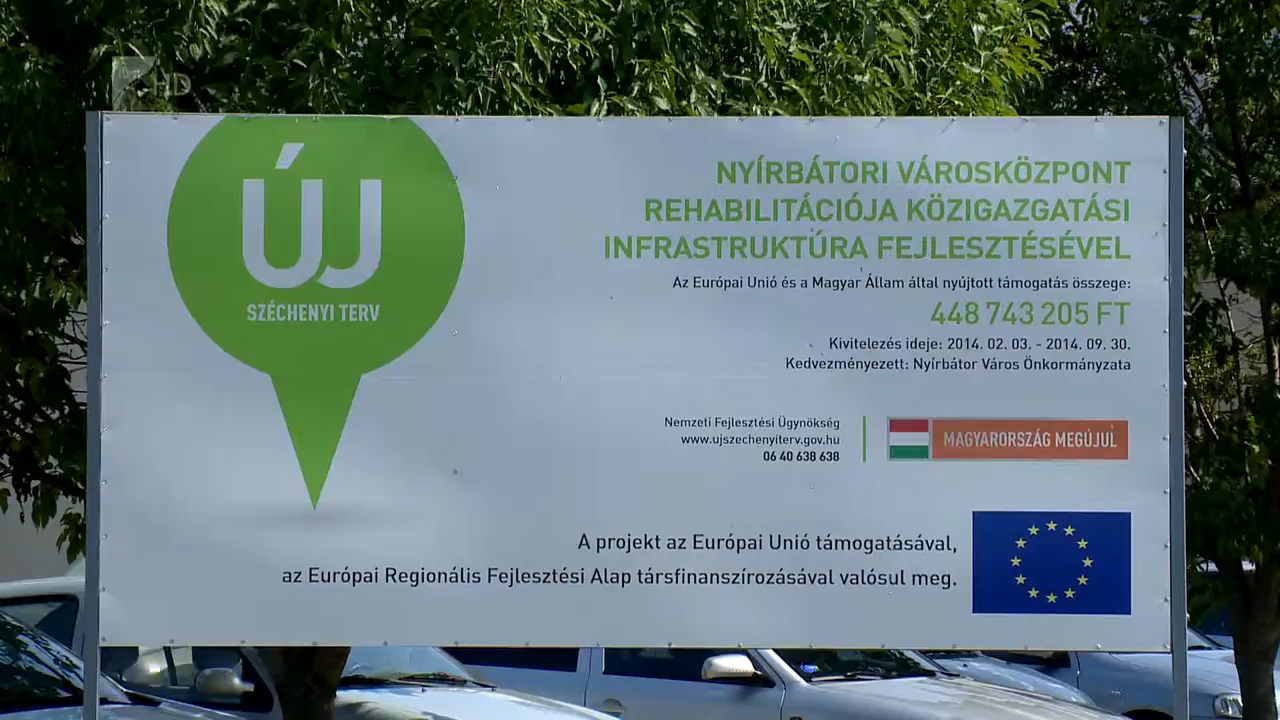 HD
ÚJ
SZÉCHENYI TERV
NYÍRBÁTORI VÁROSKÖZPONT
REHABILITÁCIÓJA KÖZIGAZGATÁSI
INFRASTRUKTÚRA FEJLESZTÉSÉVEL
Az Európai Unió és a Magyar Állam által nyújtott támogatás összege:
448 743 205 FT
Kivitelezés ideje: 2014. 02. 03. - 2014. 09. 30.
Kedvezményezett: Nyírbátor Város Önkormányzata
Nemzeti Fejlesztési Ügynökség
www.ujszechenyiterv.gov.hu
06 40 638 638
MAGYARORSZÁG MEGÚJUL
A projekt az Európai Unió támogatásával,
az Európai Regionális Fejlesztési Alap társfinanszírozásával valósul meg.